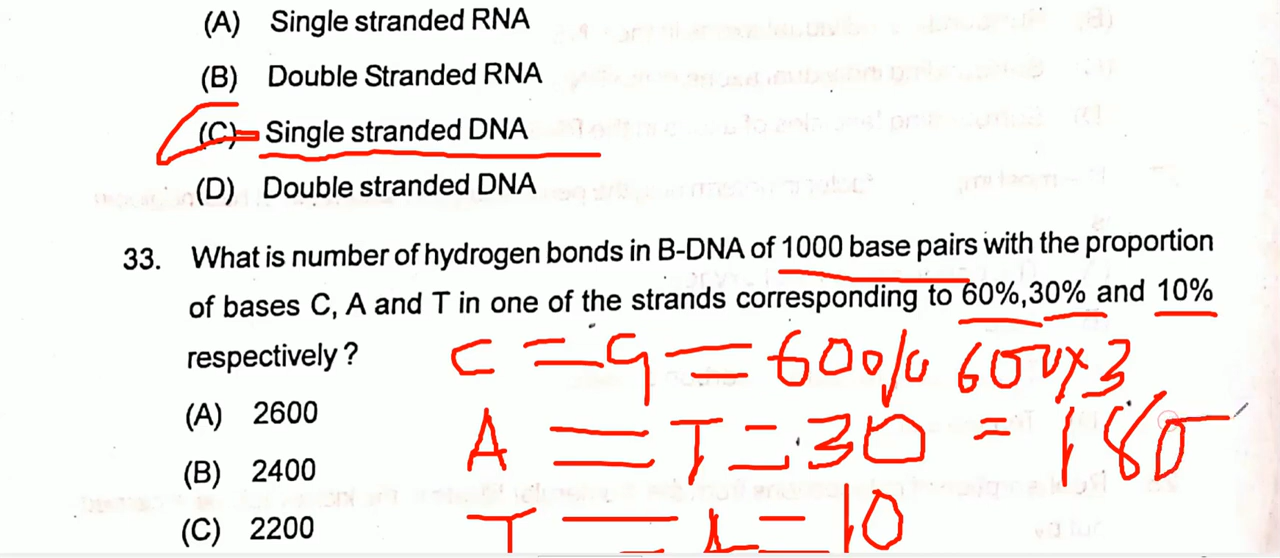 (A) Single stranded RNA
(B) Double Stranded RNA
(C) Single stranded DNA
(D) Double stranded DNA
33. What is number of hydrogen bonds in B-DNA of 1000 base pairs with the proportion
of bases C, A and T in one of the strands corresponding to 60%,30% and 10%
respectively ?
C = G = 60% 600×3
(A) 2600
A = T = 30 = 180
(B) 2400
T = A = 10
(C) 2200